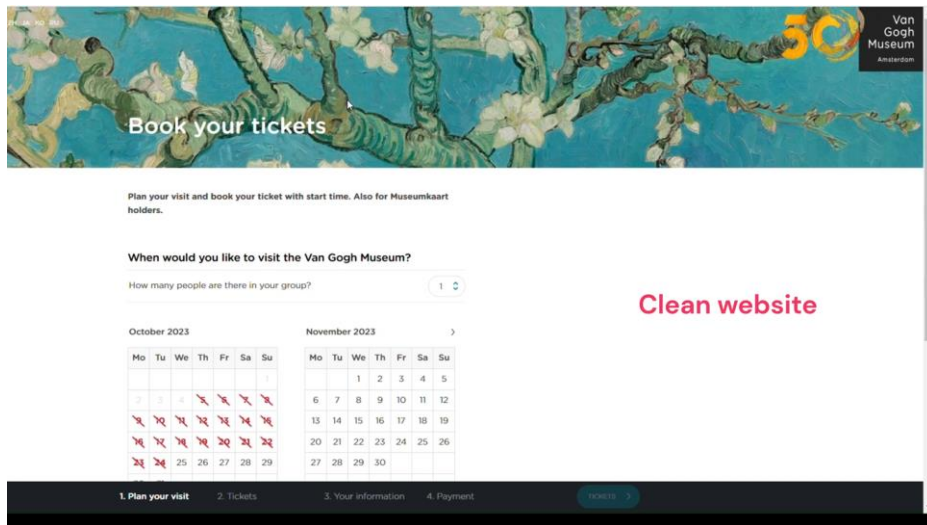 JA KO RU
50
Van
Gogh
Museum
Amsterdam
Book your tickets
Plan your visit and book your ticket with start time. Also for Museumkaart
holders.
When would you like to visit the Van Gogh Museum?
How many people are there in your group? 1
Clean website
October 2023 November 2023
Mo Tu We Th Fr Sa Su Mo Tu We Th Fr Sa Su
1 1 2 3 4 5
2 3 4 5 6 7 8 6 7 8 9 10 11 12
9 10 11 12 13 14 15 13 14 15 16 17 18 19
16 17 18 19 20 21 22 20 21 22 23 24 25 26
23 24 25 26 27 28 29 27 28 29 30
1. Plan your visit 2. Tickets 3. Your information 4. Payment TICKETS